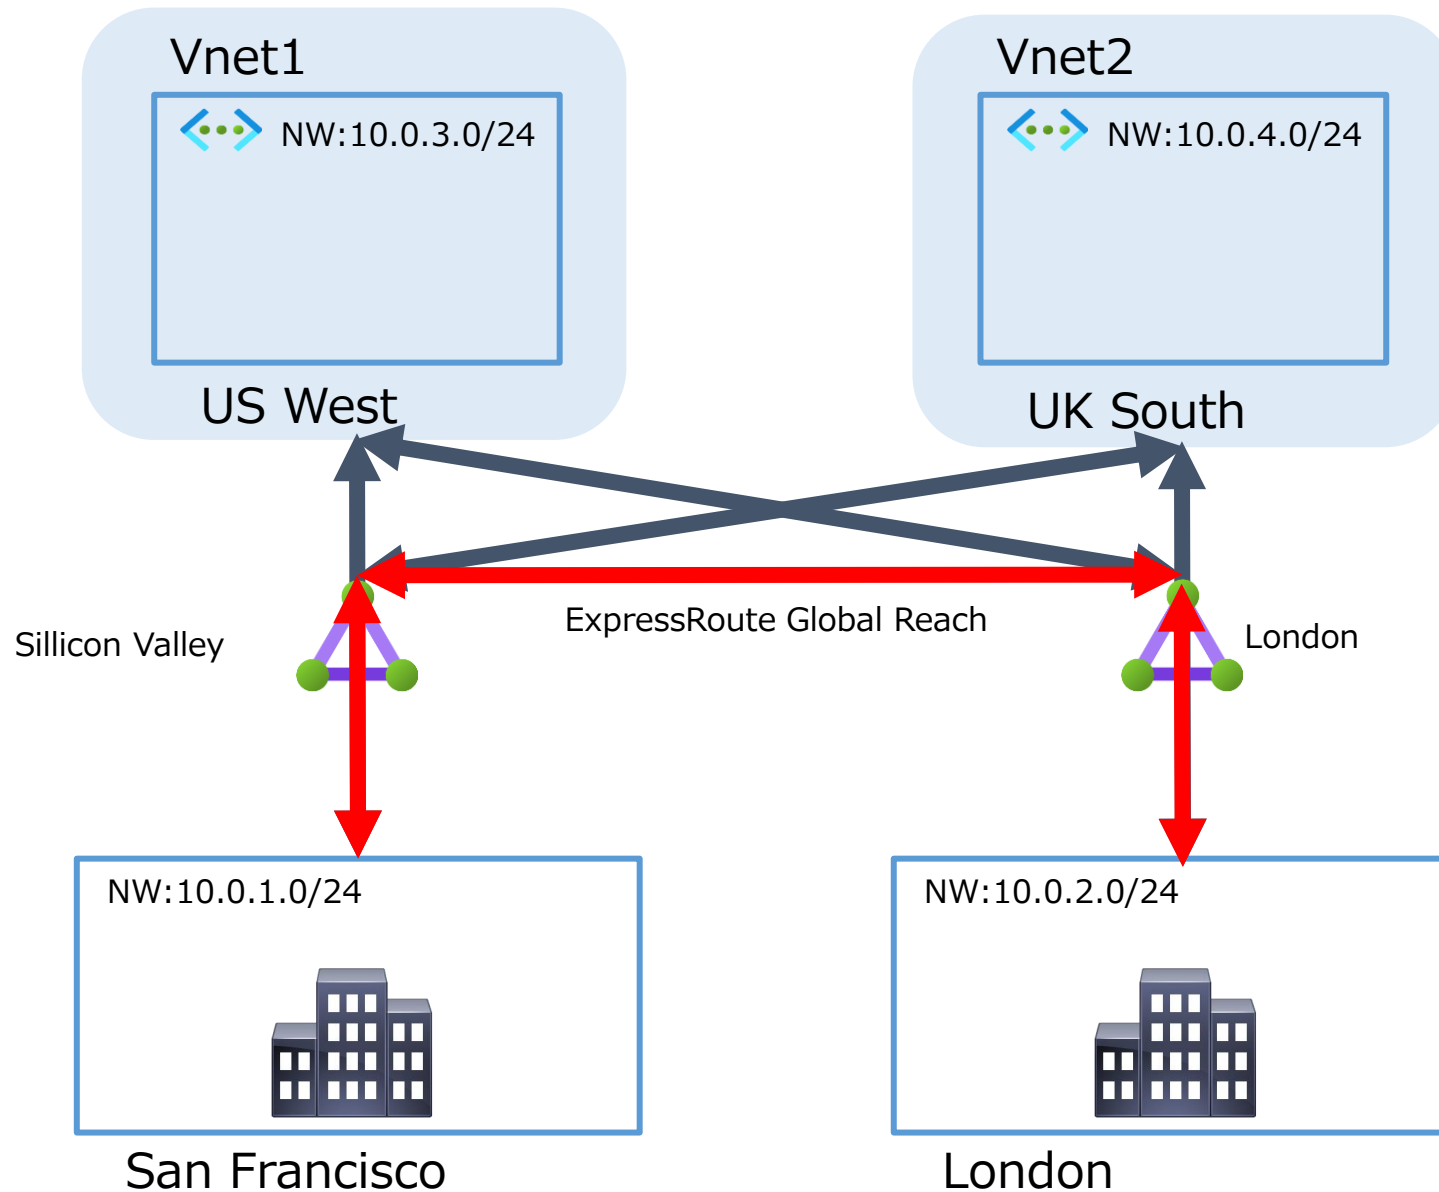 Vnet1
Vnet2
NW:10.0.3.0/24
NW:10.0.4.0/24
US West
UK South
ExpressRoute Global Reach
Sillicon Valley
London
NW:10.0.1.0/24
NW:10.0.2.0/24
San Francisco
London